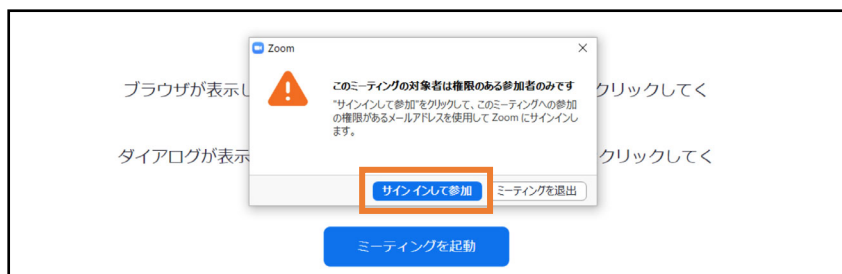 Zoom
このミーティングの対象者は権限のある参加者のみです
"サインインして参加"をクリックして、このミーティングへの参加
の権限があるメールアドレスを使用して Zoom にサインインし
ます。
ブラウザが表示し
クリックしてく
ダイアログが表示
クリックしてく
サインインして参加
ミーティングを退出
ミーティングを起動